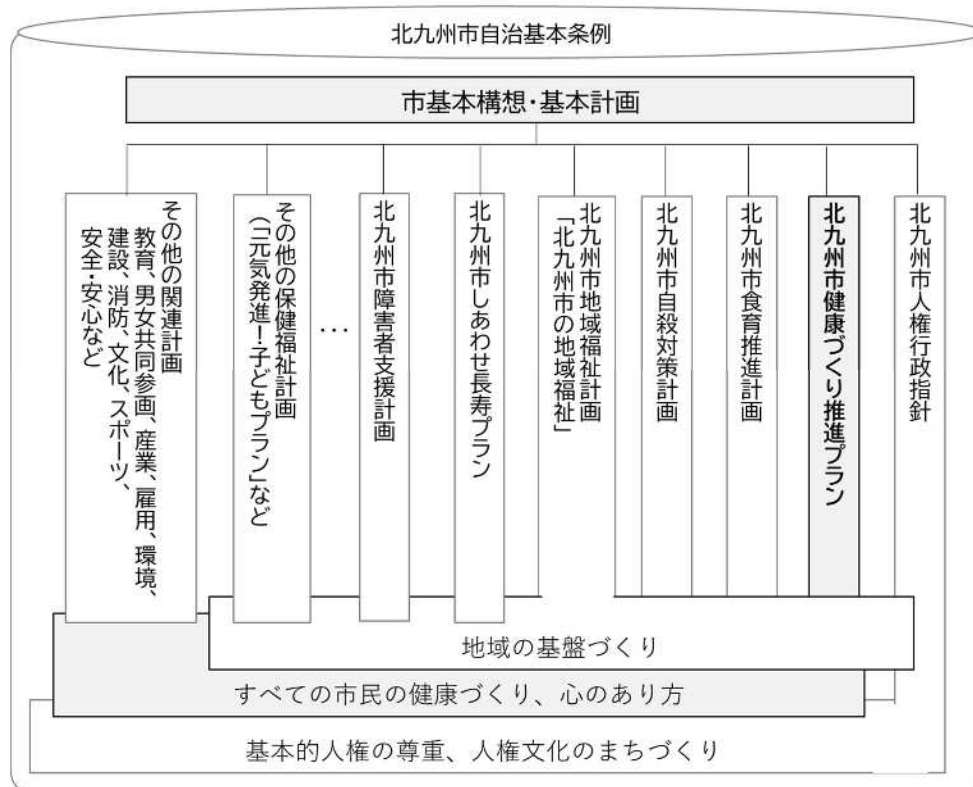 北九州市自治基本条例
市基本構想・基本計画
北九州市人権行政指針
北九州市健康づくり推進プラン
北九州市食育推進計画
北九州市自殺対策計画
北九州市地域福祉計画
「北九州市の地域福祉」
北九州市しあわせ長寿プラン
北九州市障害者支援計画
…
その他の保健福祉計画
(「元気発進!子どもプラン」など
その他の関連計画
教育、男女共同参画、産業、雇用、環境、
建設、消防、文化、スポーツ、
安全・安心など
地域の基盤づくり
すべての市民の健康づくり、心のあり方
基本的人権の尊重、人権文化のまちづくり